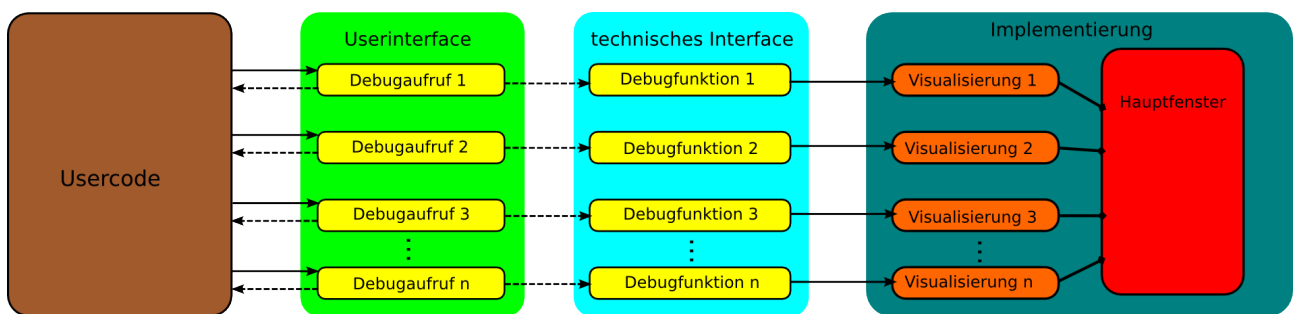 Usercode
Userinterface
Debugaufruf 1
Debugaufruf 2
Debugaufruf 3
Debugaufruf n
technisches Interface
Debugfunktion 1
Debugfunktion 2
Debugfunktion 3
Debugfunktion n
Implementierung
Visualisierung 1
Visualisierung 2
Visualisierung 3
Visualisierung n
Hauptfenster